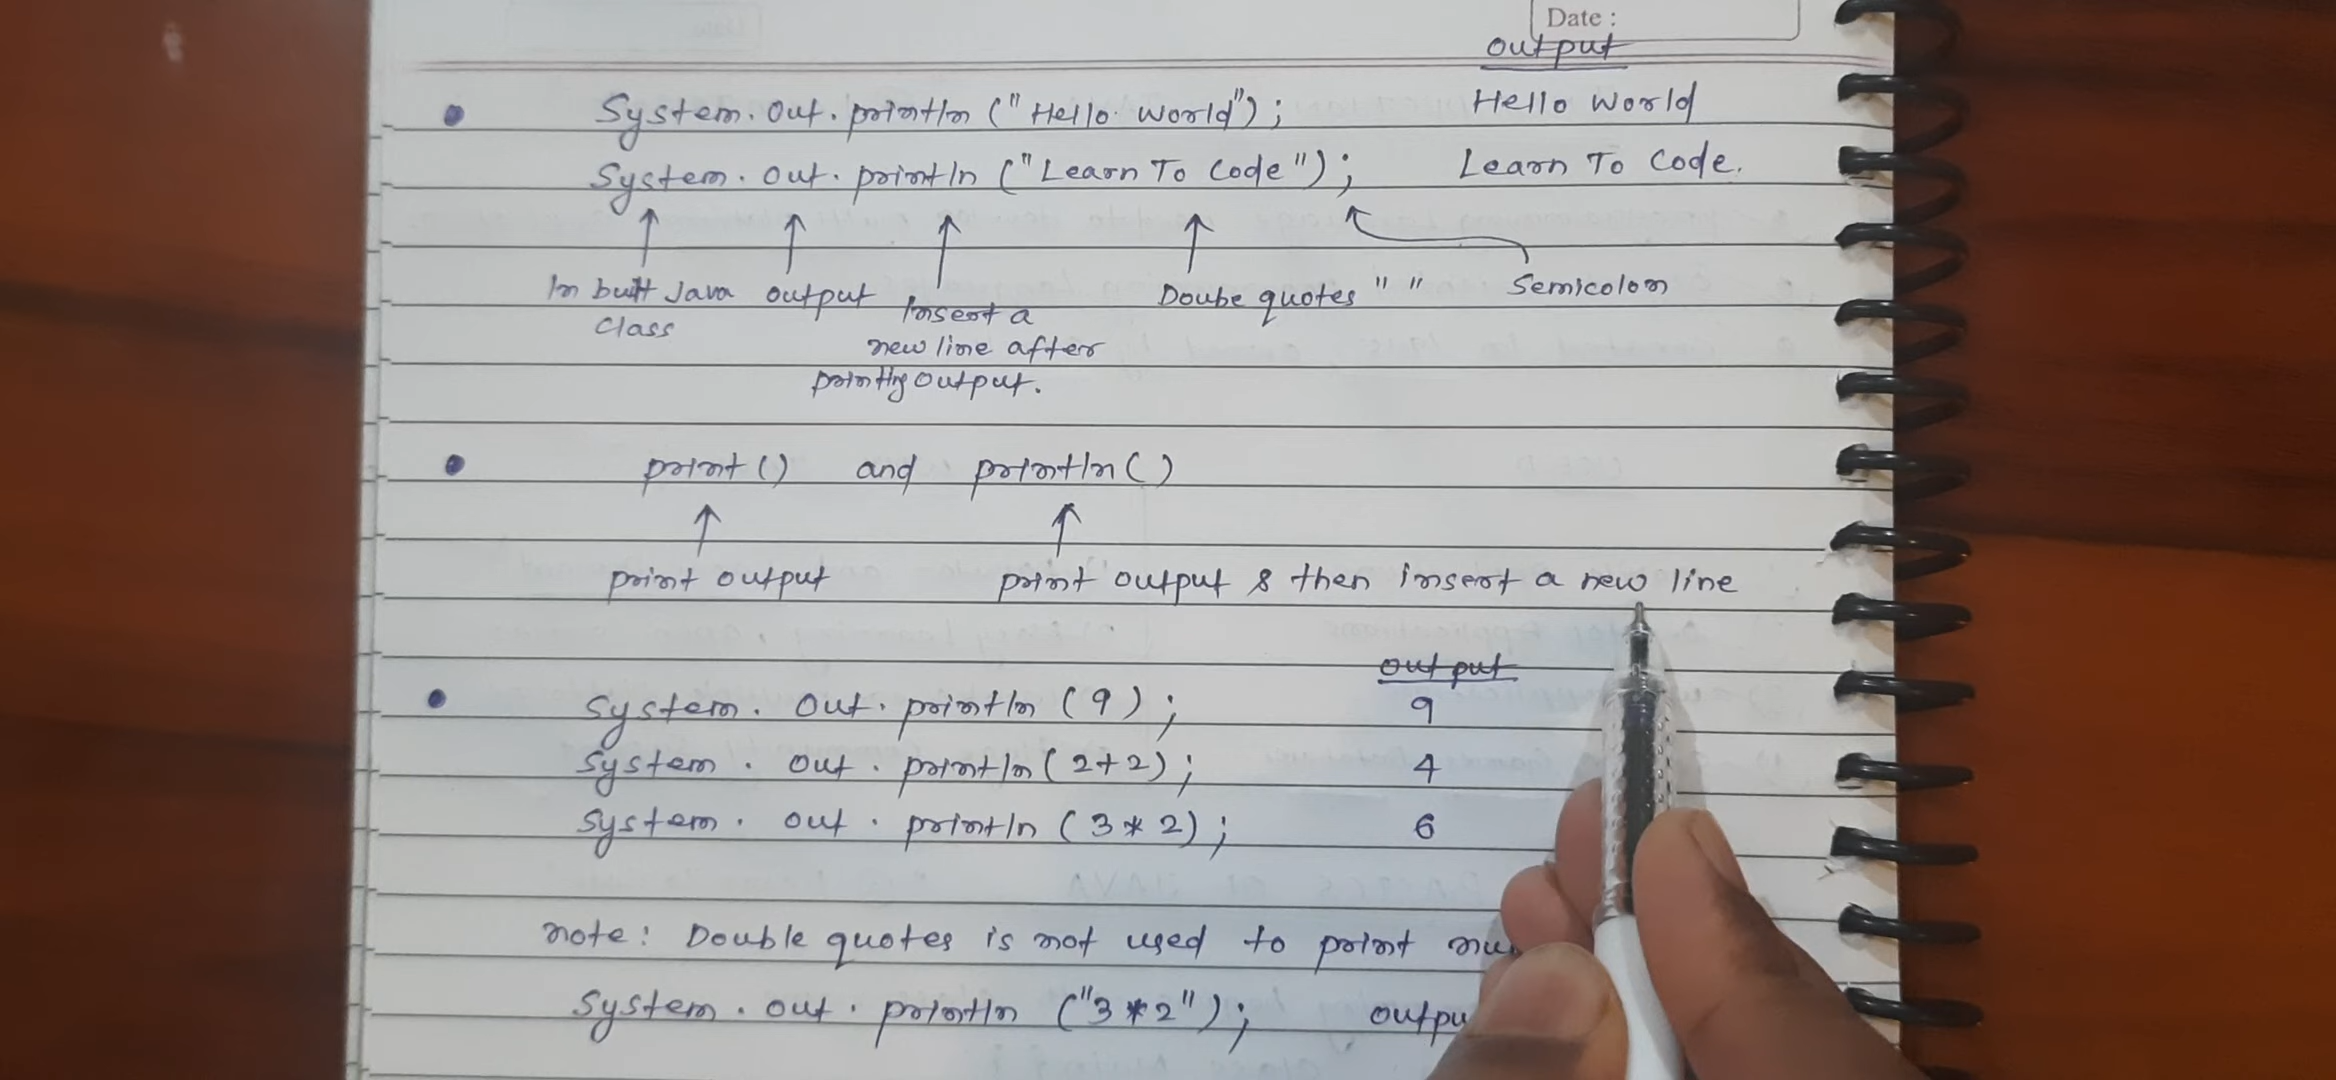 Date :
output
System. out. println ("Hello World"); Hello World
System. out. println ("Learn To Code"); Learn To Code.
In built Java class
output
Insert a new line after printing output.
Doube quotes " "
Semicolon
print () and println ()
print output
print output & then insert a new line
output
System. out. println (9); 9
System. out. println (2+2); 4
System. out. println (3*2); 6
note: Double quotes is not used to print
System. out. println ("3*2");